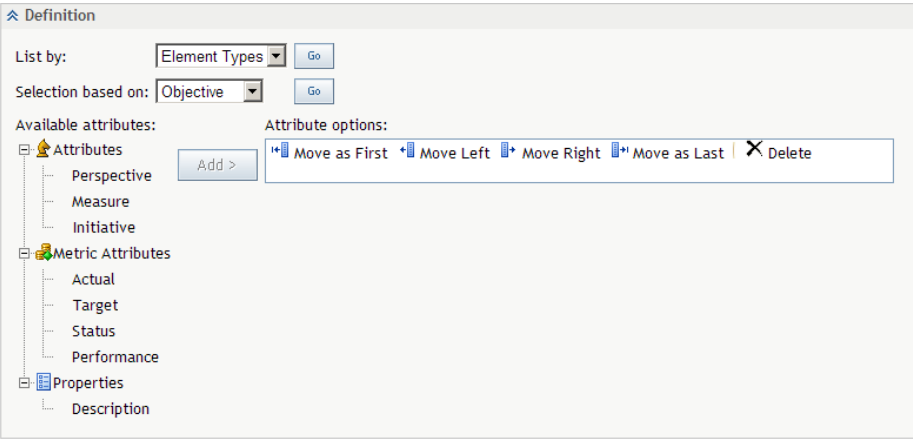 Definition
List by: Element Types Go
Selection based on: Objective Go
Available attributes: Attribute options:
Attributes
Add >
Move as First Move Left Move Right Move as Last Delete
Perspective
Measure
Initiative
Metric Attributes
Actual
Target
Status
Performance
Properties
Description